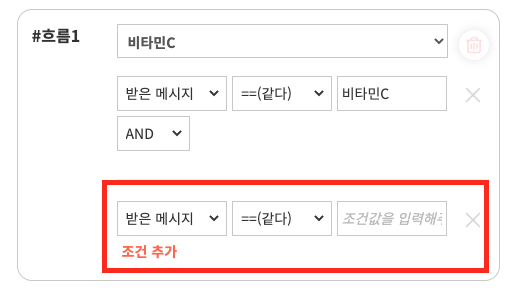 #흐름1 비타민C
받은 메시지 ==(같다) 비타민C
AND
받은 메시지 ==(같다) 조건값을 입력해
조건 추가